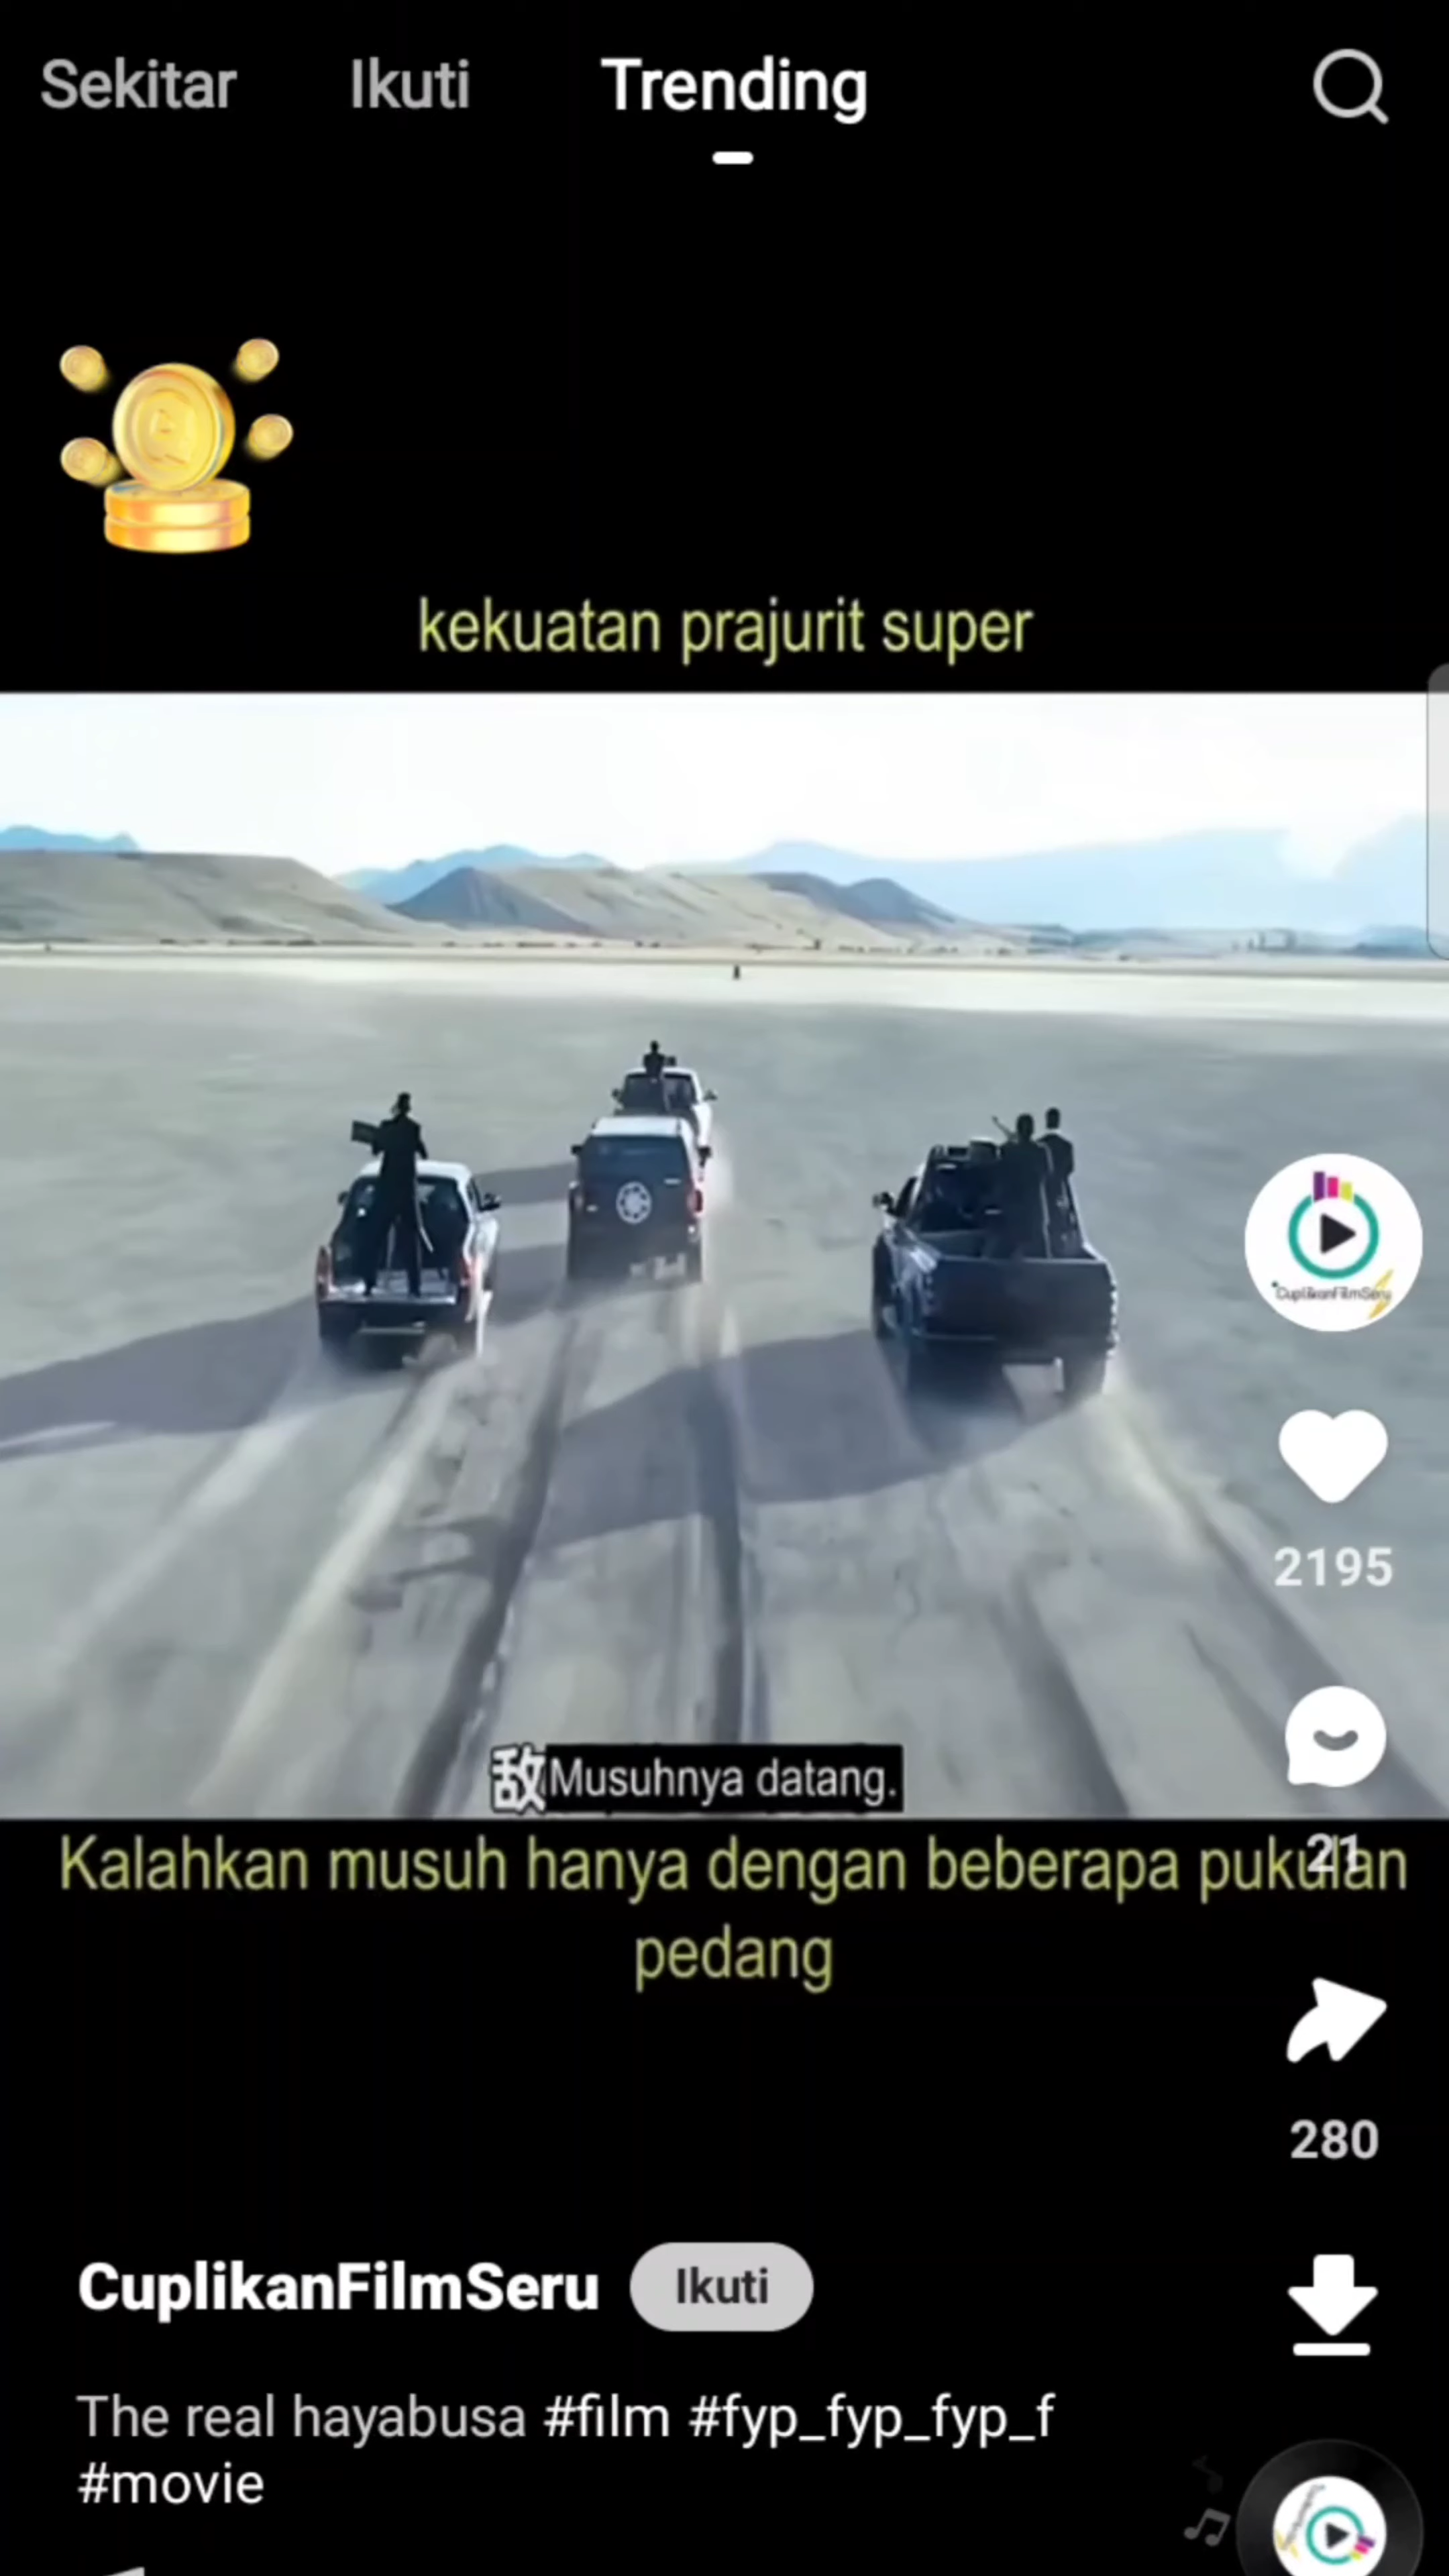 Sekitar Ikuti Trending
kekuatan prajurit super
CuplikanFilmSeru
2195
敌Musuhnya datang.
Kalahkan musuh hanya dengan beberapa pukulan
21
pedang
280
CuplikanFilmSeru Ikuti
The real hayabusa #film #fyp_fyp_fyp_f
#movie